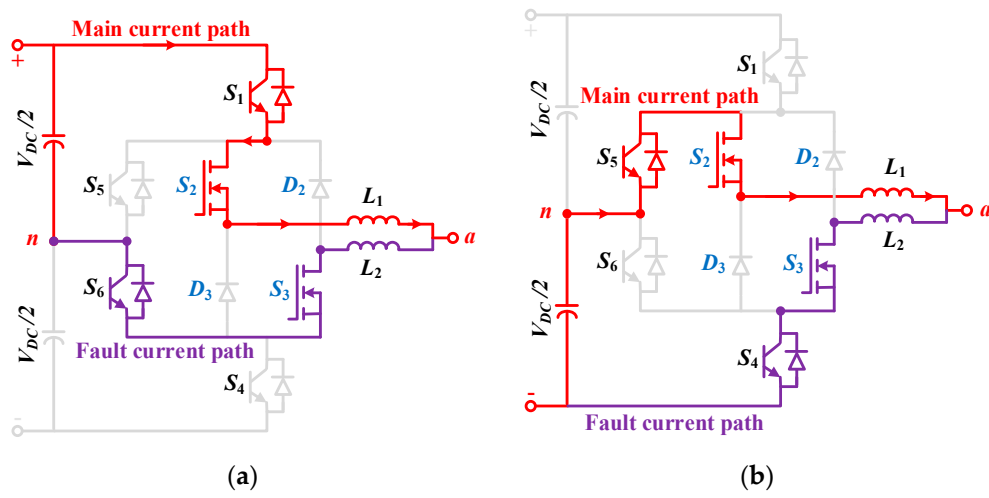 Main current path
+
S1
VDC/2
S5
S2
D2
L1
n
a
L2
S6
D3
S3
VDC/2
Fault current path
S4
-
(a)
+
S1
VDC/2
Main current path
S5
S2
D2
L1
n
a
L2
S6
D3
S3
VDC/2
S4
-
Fault current path
(b)